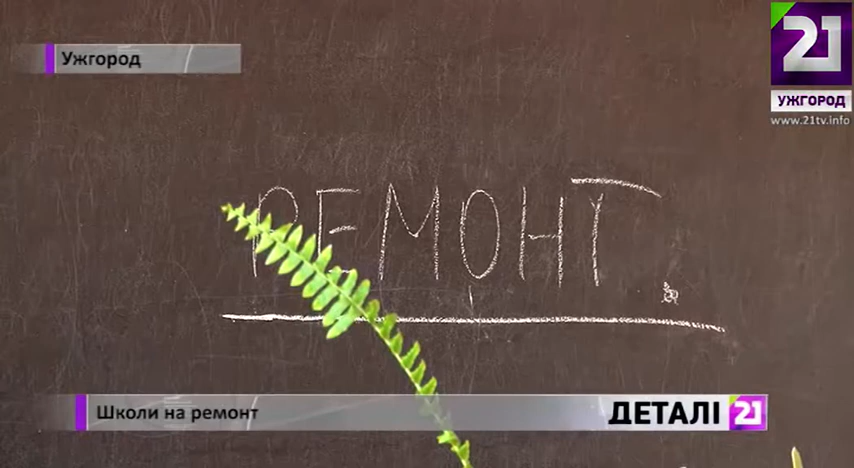 Ужгород
21
УЖГОРОД
www.21tv.info
РЕМОНТ.
Школи на ремонт
ДЕТАЛІ 21